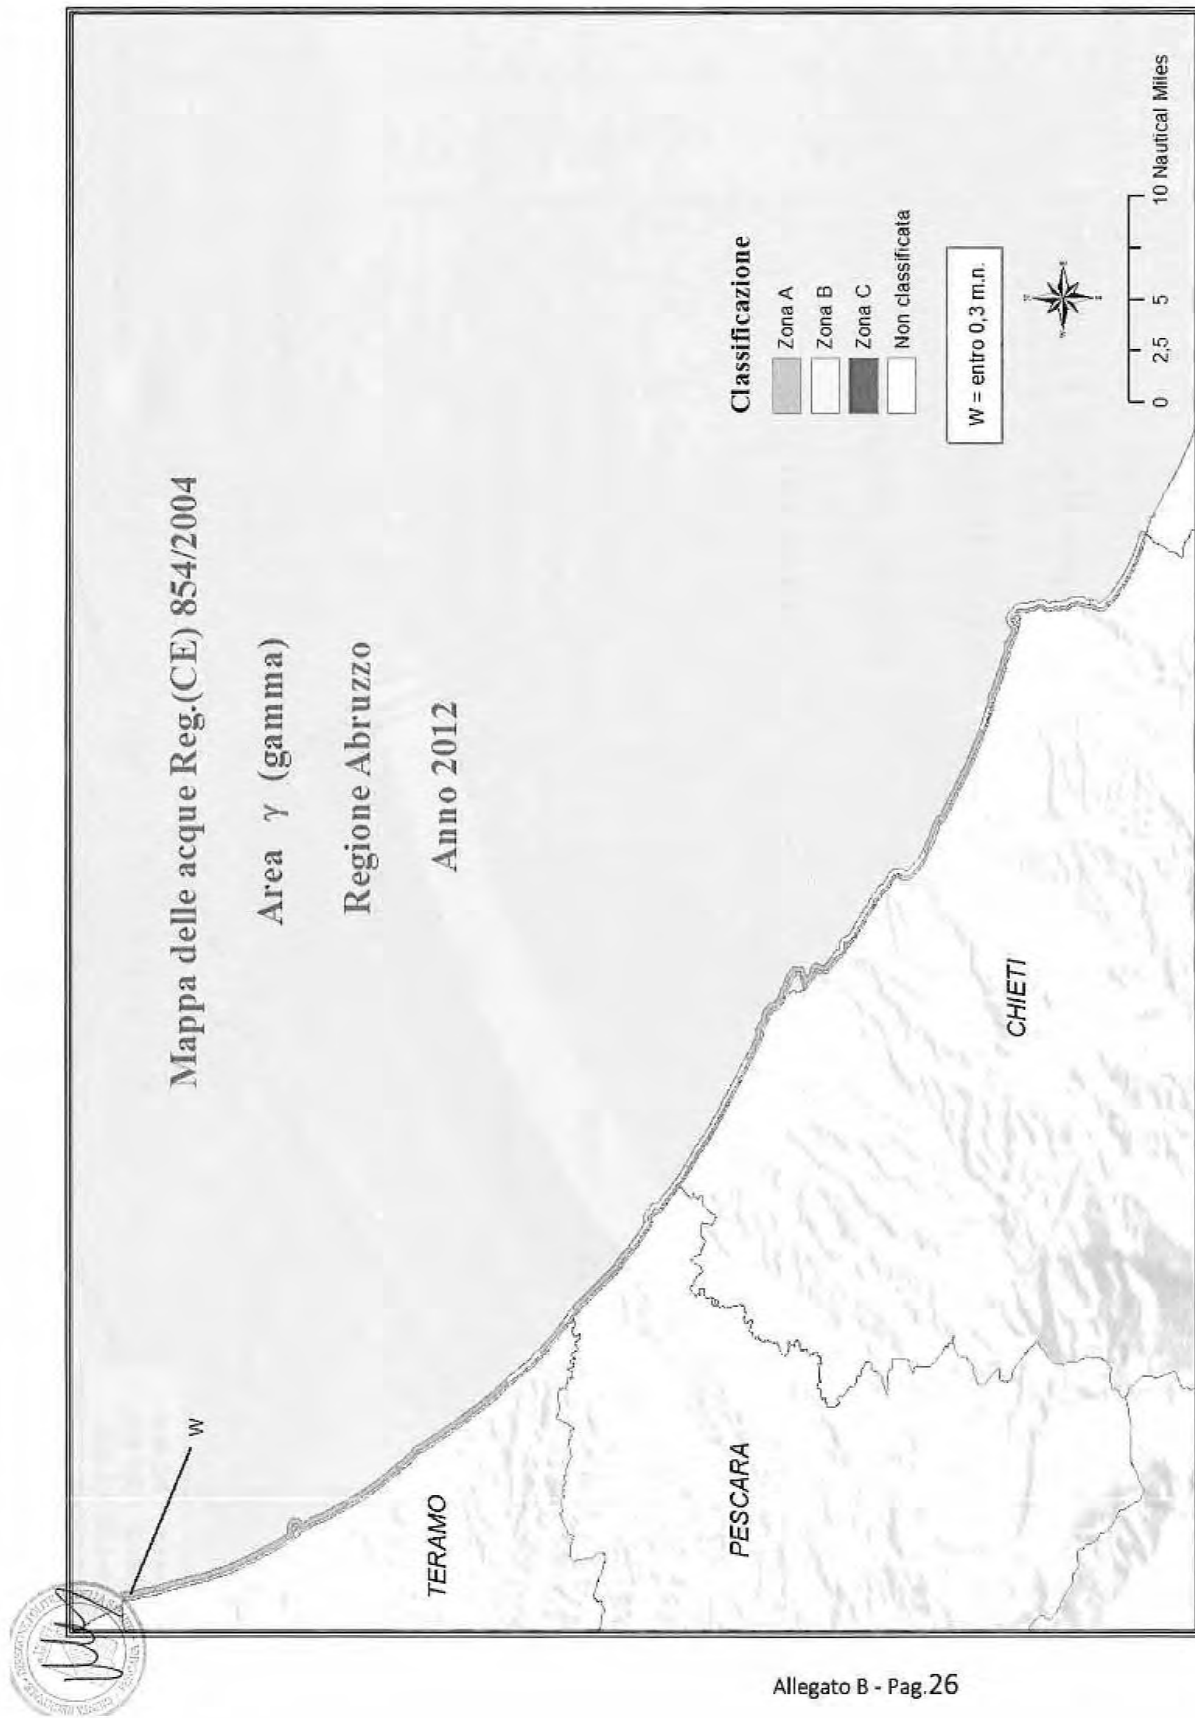 Mappa delle acque Reg.(CE) 854/2004
Area γ (gamma)
Regione Abruzzo
Anno 2012
W
TERAMO
PESCARA
CHIETI
Classificazione
Zona A
Zona B
Zona C
Non classificata
W = entro 0,3 m.n.
0 2,5 5 10 Nautical Miles
Allegato B - Pag.26